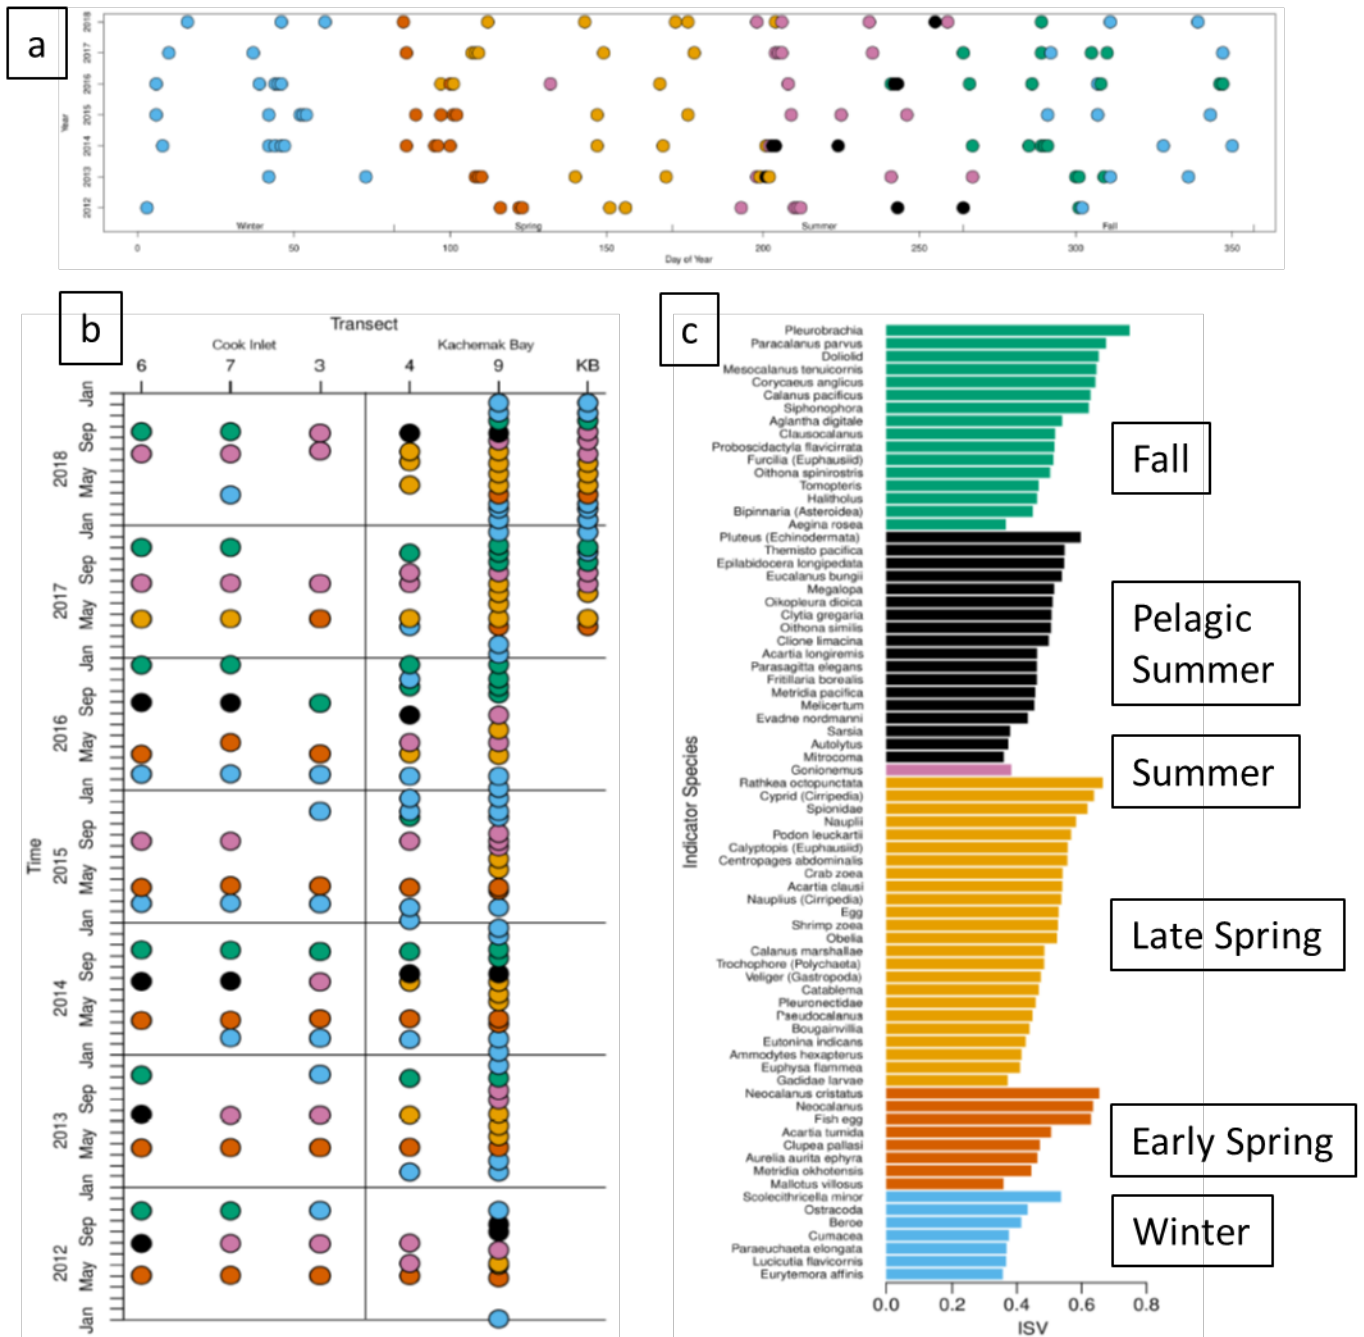 a
2018
2017
2016
2015
2014
2013
2012
Year
Winter
Spring
Summer
Fall
0 50 100 150 200 250 300 350
Day of Year
b
Transect
Cook Inlet
Kachemak Bay
6 7 3 4 9 KB
Jan
Sep
May
Jan
Sep
May
Jan
Sep
May
Jan
Sep
May
Jan
Sep
May
Jan
Sep
May
Jan
Sep
May
Jan
2018
2017
2016
2015
2014
2013
2012
Time
c
Pleurobrachia
Paracalanus parvus
Doliolid
Mesocalanus tenuicornis
Corycaeus anglicus
Calanus pacificus
Siphonophora
Aglantha digitale
Clausocalanus
Proboscidactyla flavicirrata
Furcilia (Euphausiid)
Oithona spinirostris
Tomopteris
Halitholus
Bipinnaria (Asteroidea)
Aegina rosea
Pluteus (Echinodermata)
Themisto pacifica
Epilabidocera longipedata
Eucalanus bungii
Megalopa
Oikopleura dioica
Clytia gregaria
Oithona similis
Clione limacina
Acartia longiremis
Parasagitta elegans
Fritillaria borealis
Metridia pacifica
Melicertum
Evadne nordmanni
Sarsia
Autolytus
Mitrocoma
Gonionemus
Rathkea octopunctata
Cyprid (Cirripedia)
Spionidae
Nauplii
Podon leuckartii
Calyptopis (Euphausiid)
Centropages abdominalis
Crab zoea
Acartia clausi
Nauplius (Cirripedia)
Egg
Shrimp zoea
Obelia
Calanus marshallae
Trochophore (Polychaeta)
Veliger (Gastropoda)
Catablema
Pleuronectidae
Pseudocalanus
Bougainvillia
Eutonina indicans
Ammodytes hexapterus
Euphysa flammea
Gadidae larvae
Neocalanus cristatus
Neocalanus
Fish egg
Acartia tumida
Clupea pallasi
Aurelia aurita ephyra
Metridia okhotensis
Mallotus villosus
Scolecithricella minor
Ostracoda
Beroe
Cumacea
Paraeuchaeta elongata
Lucicutia flavicornis
Eurytemora affinis
Indicator Species
0.0 0.2 0.4 0.6 0.8
ISV
Fall
Pelagic
Summer
Summer
Late Spring
Early Spring
Winter